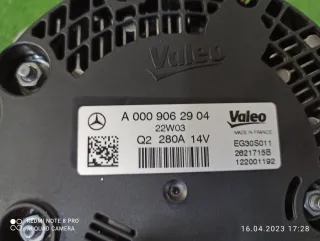 Valeo
A 000 906 29 04
22W03
Q2 280A 14V
Valeo
MADE IN FRANCE
EG30S011
2621715B
122001192
REDMI NOTE 8 PRO
AI QUAD CAMERA
16.04.2023 17:28